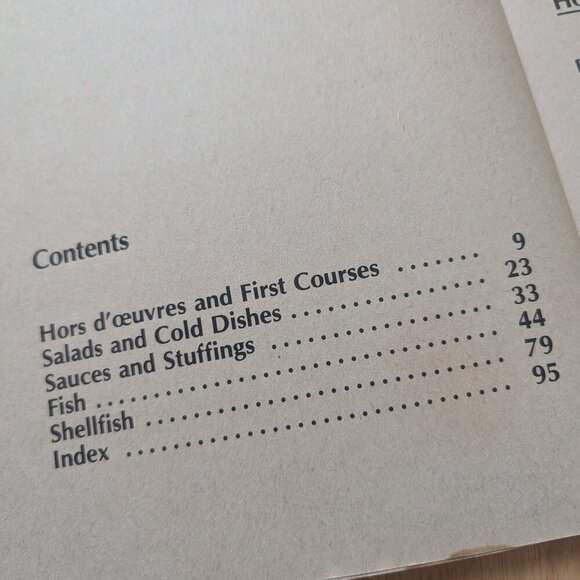 Contents
Hors d'œuvres and First Courses ....... 9
Salads and Cold Dishes ................ 23
Sauces and Stuffings .................. 33
Fish .................................. 44
Shellfish ............................. 79
Index ................................. 95